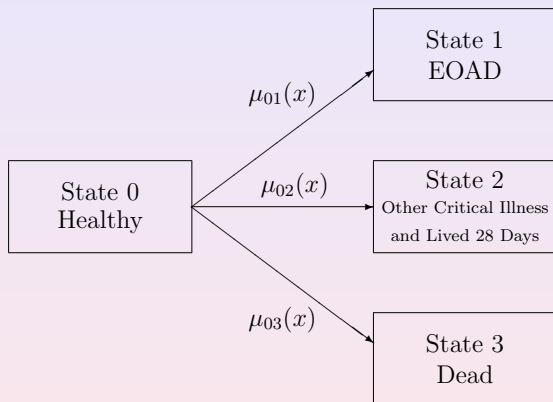 State 1
EOAD
μ₀₁(x)
State 0
Healthy
μ₀₂(x)
State 2
Other Critical Illness
and Lived 28 Days
μ₀₃(x)
State 3
Dead